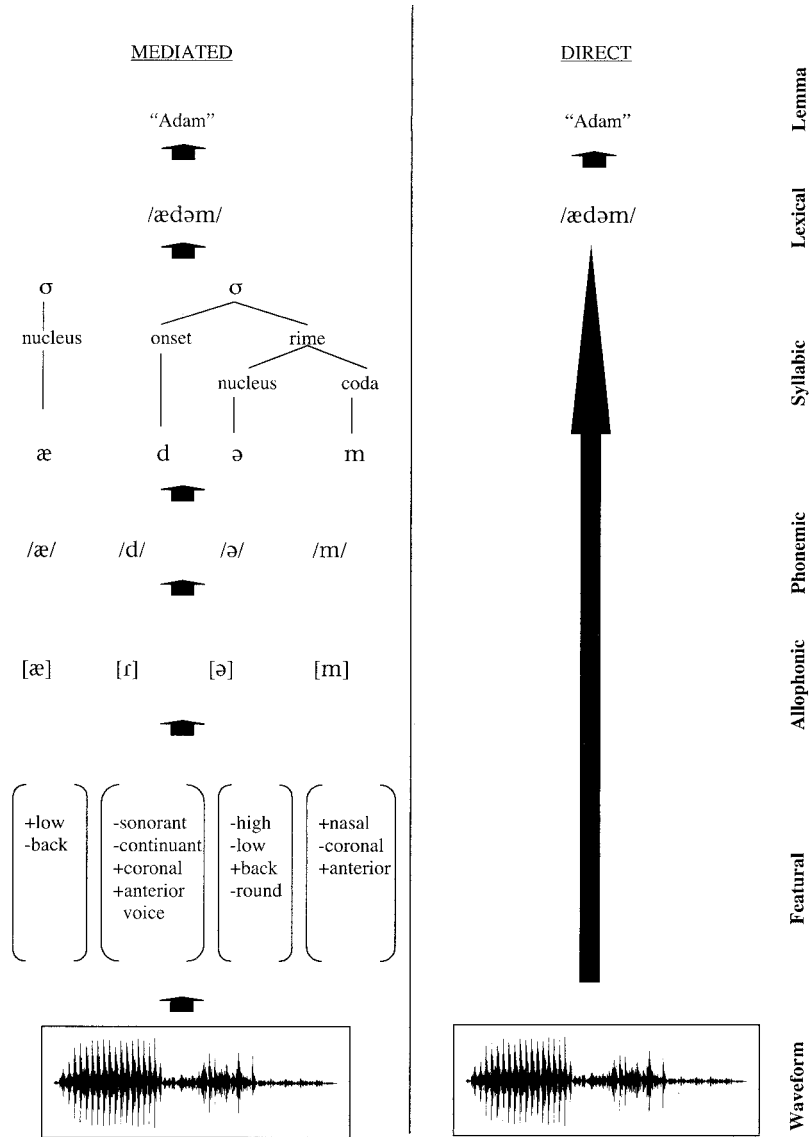 MEDIATED
DIRECT
Lemma
“Adam”
“Adam”
Lexical
/ædəm/
/ædəm/
Syllabic
σ
σ
nucleus
onset
rime
nucleus
coda
æ
d
ə
m
Phonemic
/æ/
/d/
/ə/
/m/
Allophonic
[æ]
[ɾ]
[ə]
[m]
Featural
+low
-back
-sonorant
-continuant
+coronal
+anterior
voice
-high
-low
+back
-round
+nasal
-coronal
+anterior
Waveform